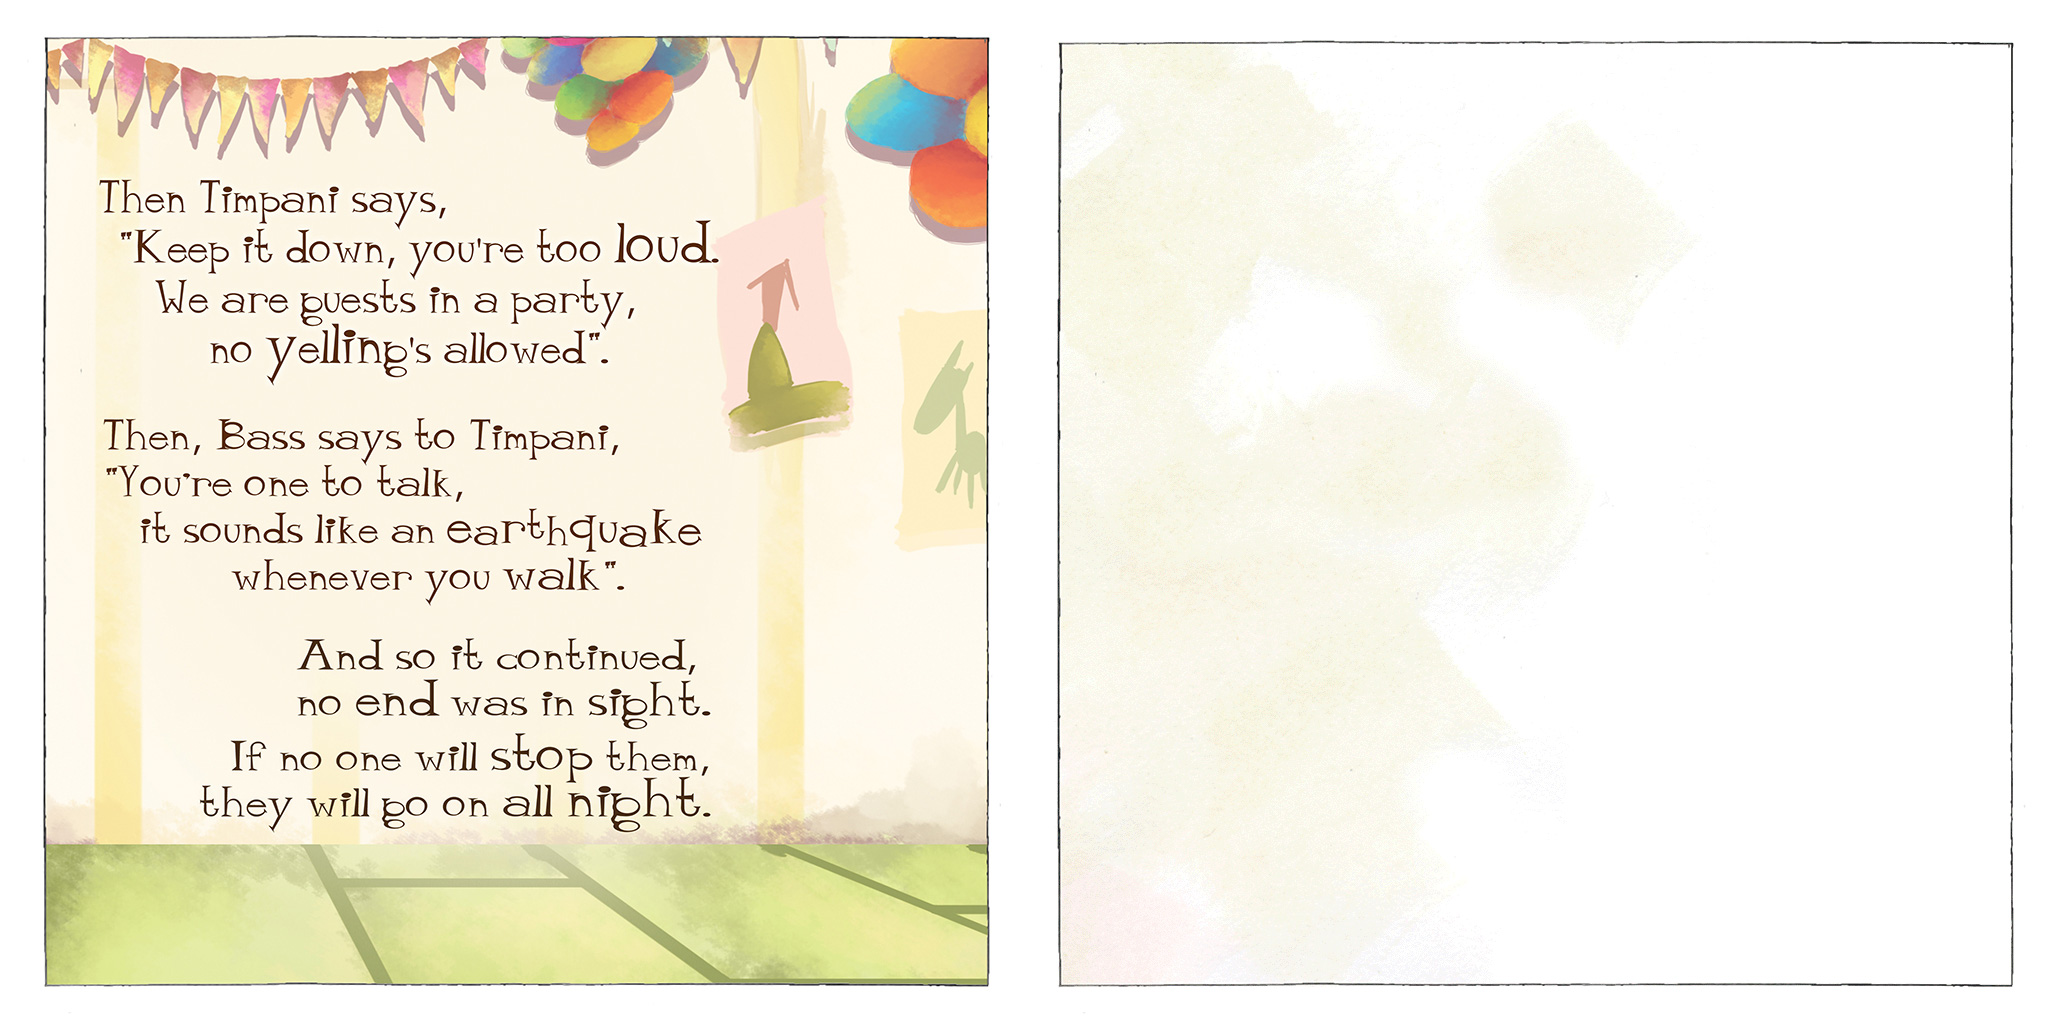 Then Timpani says,
"Keep it down, you're too loud.
We are guests in a party,
no yelling's allowed".
Then, Bass says to Timpani,
"You're one to talk,
it sounds like an earthquake
whenever you walk".
And so it continued,
no end was in sight.
If no one will stop them,
they will go on all night.